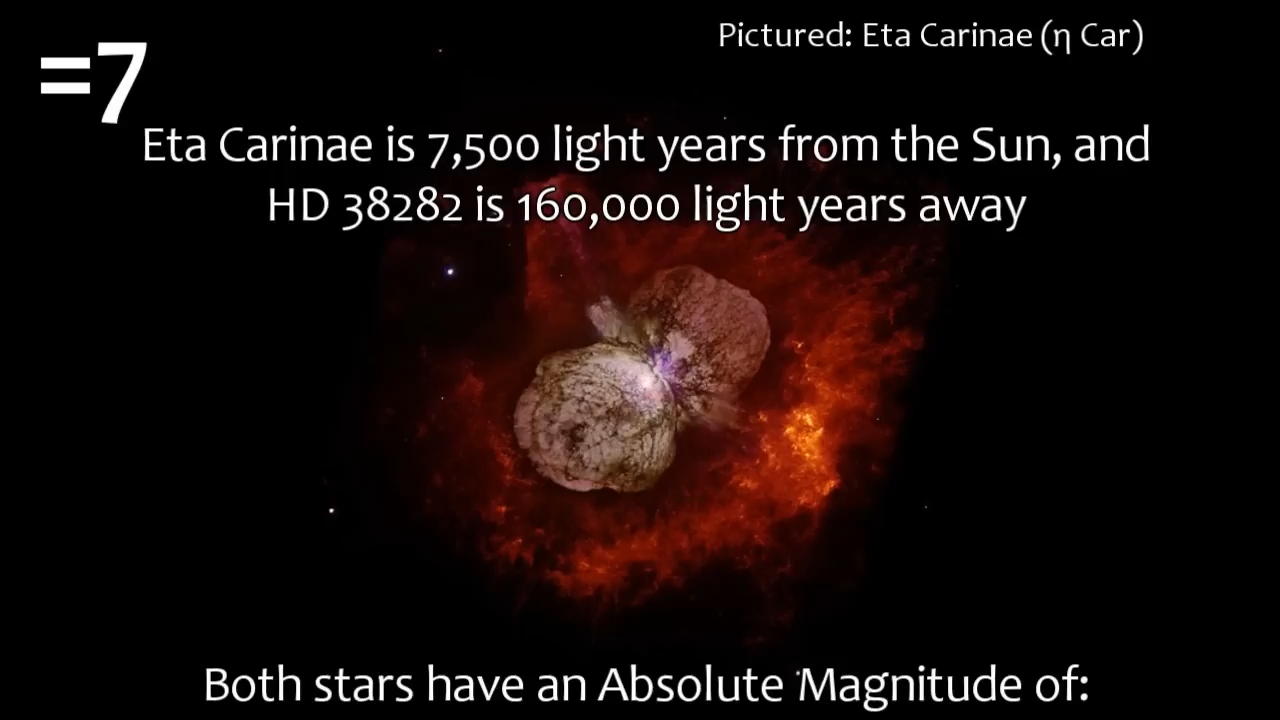 =7
Pictured: Eta Carinae (η Car)
Eta Carinae is 7,500 light years from the Sun, and
HD 38282 is 160,000 light years away
Both stars have an Absolute Magnitude of: